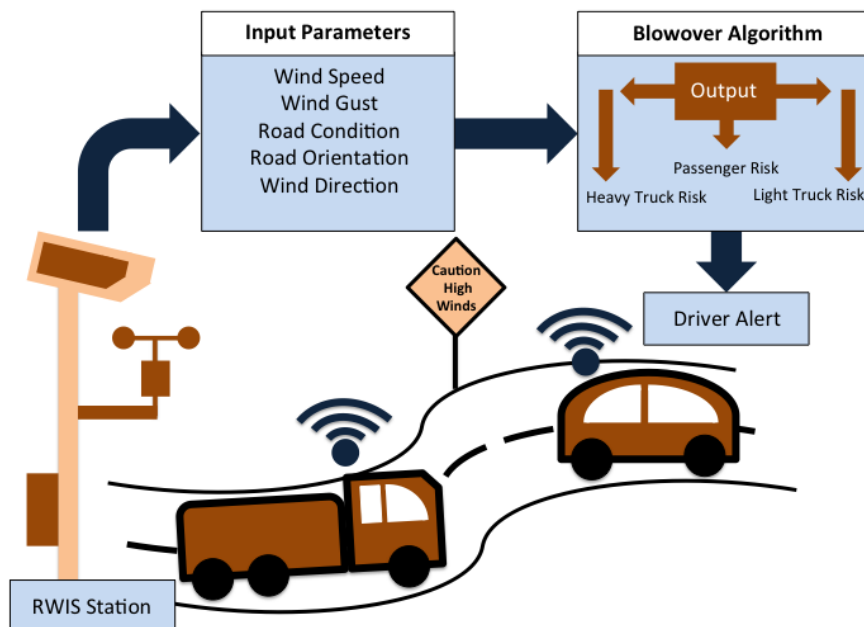 Input Parameters
Wind Speed
Wind Gust
Road Condition
Road Orientation
Wind Direction
Blowover Algorithm
Output
Passenger Risk
Heavy Truck Risk
Light Truck Risk
Caution
High
Winds
Driver Alert
RWIS Station